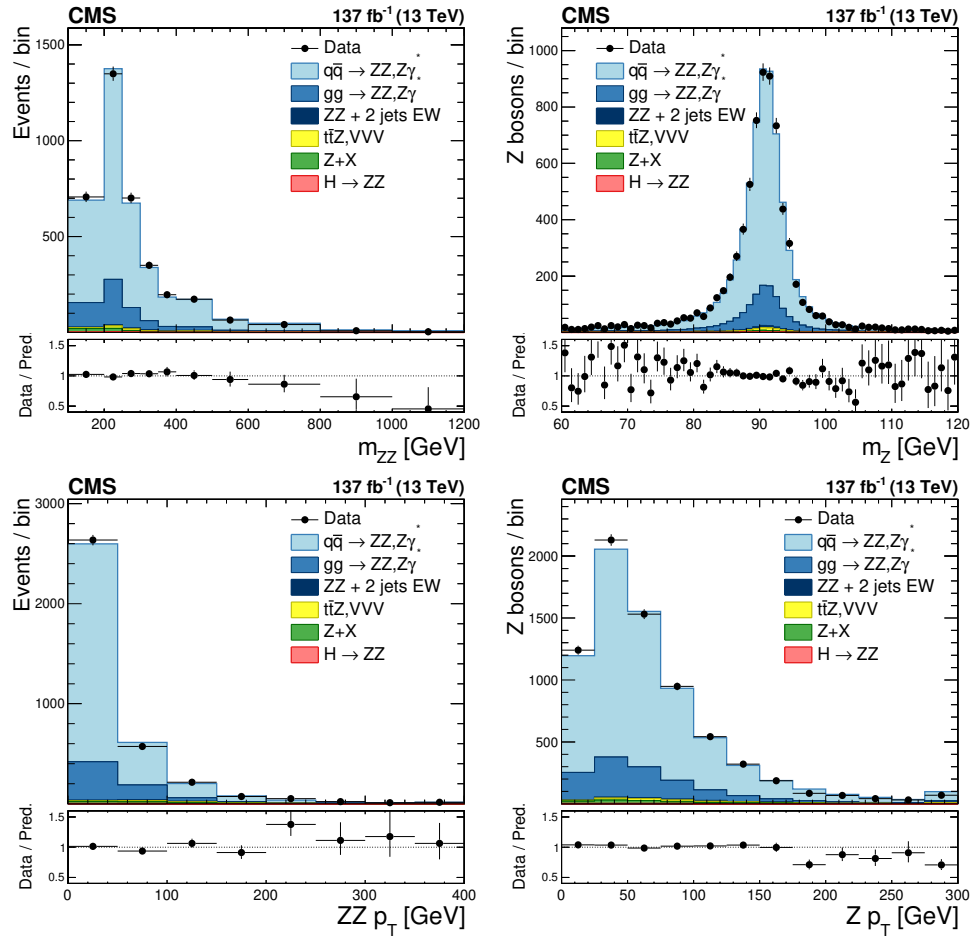 CMS 137 fb⁻¹ (13 TeV)
Events / bin
1500
1000
500
Data
qq̄ → ZZ,Zγ*
gg → ZZ,Zγ*
ZZ + 2 jets EW
tt̄Z,VVV
Z+X
H → ZZ
Data / Pred.
1.5
1
0.5
200 400 600 800 1000 1200
m_ZZ [GeV]
CMS 137 fb⁻¹ (13 TeV)
Z bosons / bin
1000
800
600
400
200
Data
qq̄ → ZZ,Zγ*
gg → ZZ,Zγ*
ZZ + 2 jets EW
tt̄Z,VVV
Z+X
H → ZZ
Data / Pred.
1.5
1
0.5
60 70 80 90 100 110 120
m_Z [GeV]
CMS 137 fb⁻¹ (13 TeV)
Events / bin
3000
2000
1000
Data
qq̄ → ZZ,Zγ*
gg → ZZ,Zγ*
ZZ + 2 jets EW
tt̄Z,VVV
Z+X
H → ZZ
Data / Pred.
1.5
1
0.5
0 100 200 300 400
ZZ p_T [GeV]
CMS 137 fb⁻¹ (13 TeV)
Z bosons / bin
2000
1500
1000
500
Data
qq̄ → ZZ,Zγ*
gg → ZZ,Zγ*
ZZ + 2 jets EW
tt̄Z,VVV
Z+X
H → ZZ
Data / Pred.
1.5
1
0.5
0 50 100 150 200 250 300
Z p_T [GeV]